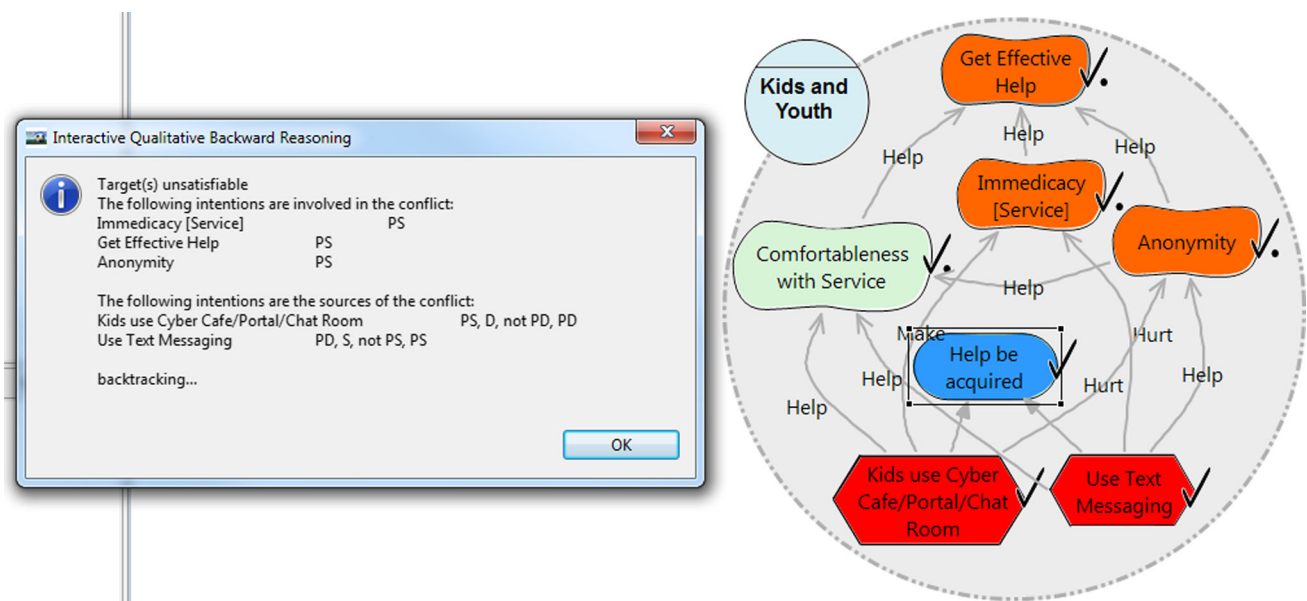 Interactive Qualitative Backward Reasoning
Target(s) unsatisfiable
The following intentions are involved in the conflict:
Immedicacy [Service] PS
Get Effective Help PS
Anonymity PS
The following intentions are the sources of the conflict:
Kids use Cyber Cafe/Portal/Chat Room PS, D, not PD, PD
Use Text Messaging PD, S, not PS, PS
backtracking...
OK
Kids and
Youth
Get Effective
Help
Help
Help
Help
Immedicacy
[Service]
Comfortableness
with Service
Anonymity
Help
Make
Hurt
Help be
acquired
Help
Hurt
Help
Help
Kids use Cyber
Cafe/Portal/Chat
Room
Use Text
Messaging